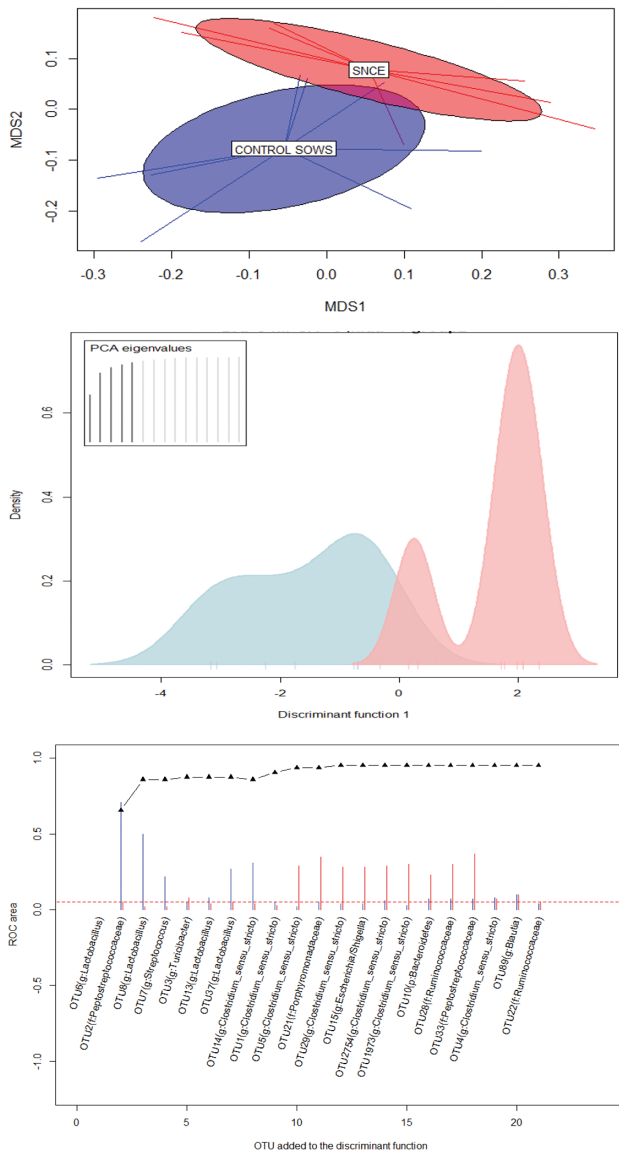 0.1
0.0
-0.1
-0.2
MDS2
SNCE
CONTROL SOWS
-0.3
-0.2
-0.1
0.0
0.1
0.2
0.3
MDS1
PCA eigenvalues
0.6
0.4
0.2
0.0
Density
-4
-2
0
2
Discriminant function 1
1.0
0.5
0.0
-0.5
-1.0
ROC area
OTU6(g:Lactobacillus)
OTU2(f:Peptostreptococcaceae)
OTU8(g:Lactobacillus)
OTU7(g:Streptococcus)
OTU3(g:Turicibacter)
OTU13(g:Lactobacillus)
OTU37(g:Lactobacillus)
OTU14(g:Clostridium_sensu_stricto)
OTU1(g:Clostridium_sensu_stricto)
OTU5(g:Clostridium_sensu_stricto)
OTU21(f:Porphyromonadaceae)
OTU29(g:Clostridium_sensu_stricto)
OTU15(g:Escherichia/Shigella)
OTU2754(g:Clostridium_sensu_stricto)
OTU1973(g:Clostridium_sensu_stricto)
OTU10(p:Bacteroidetes)
OTU28(f:Ruminococcaceae)
OTU33(f:Peptostreptococcaceae)
OTU4(g:Clostridium_sensu_stricto)
OTU89(g:Blautia)
OTU22(f:Ruminococcaceae)
0
5
10
15
20
OTU added to the discriminant function